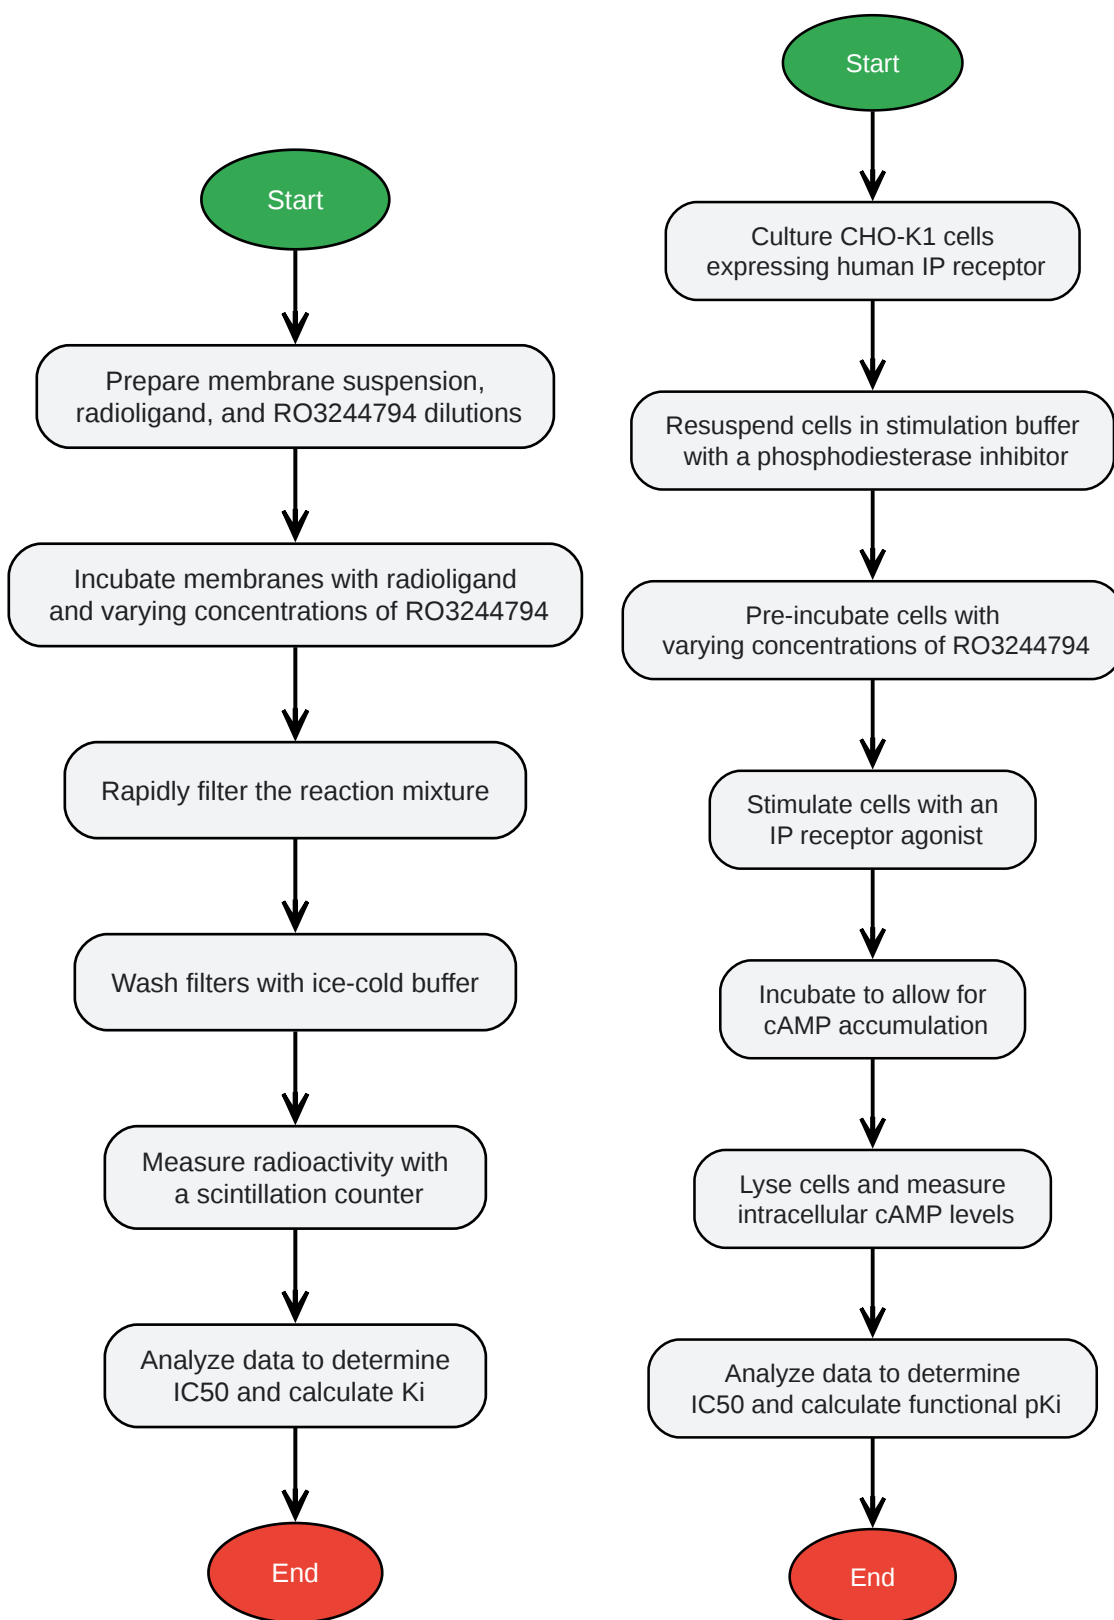 Start
Prepare membrane suspension,
radioligand, and RO3244794 dilutions
Incubate membranes with radioligand
and varying concentrations of RO3244794
Rapidly filter the reaction mixture
Wash filters with ice-cold buffer
Measure radioactivity with
a scintillation counter
Analyze data to determine
IC50 and calculate Ki
End
Start
Culture CHO-K1 cells
expressing human IP receptor
Resuspend cells in stimulation buffer
with a phosphodiesterase inhibitor
Pre-incubate cells with
varying concentrations of RO3244794
Stimulate cells with an
IP receptor agonist
Incubate to allow for
cAMP accumulation
Lyse cells and measure
intracellular cAMP levels
Analyze data to determine
IC50 and calculate functional pKi
End